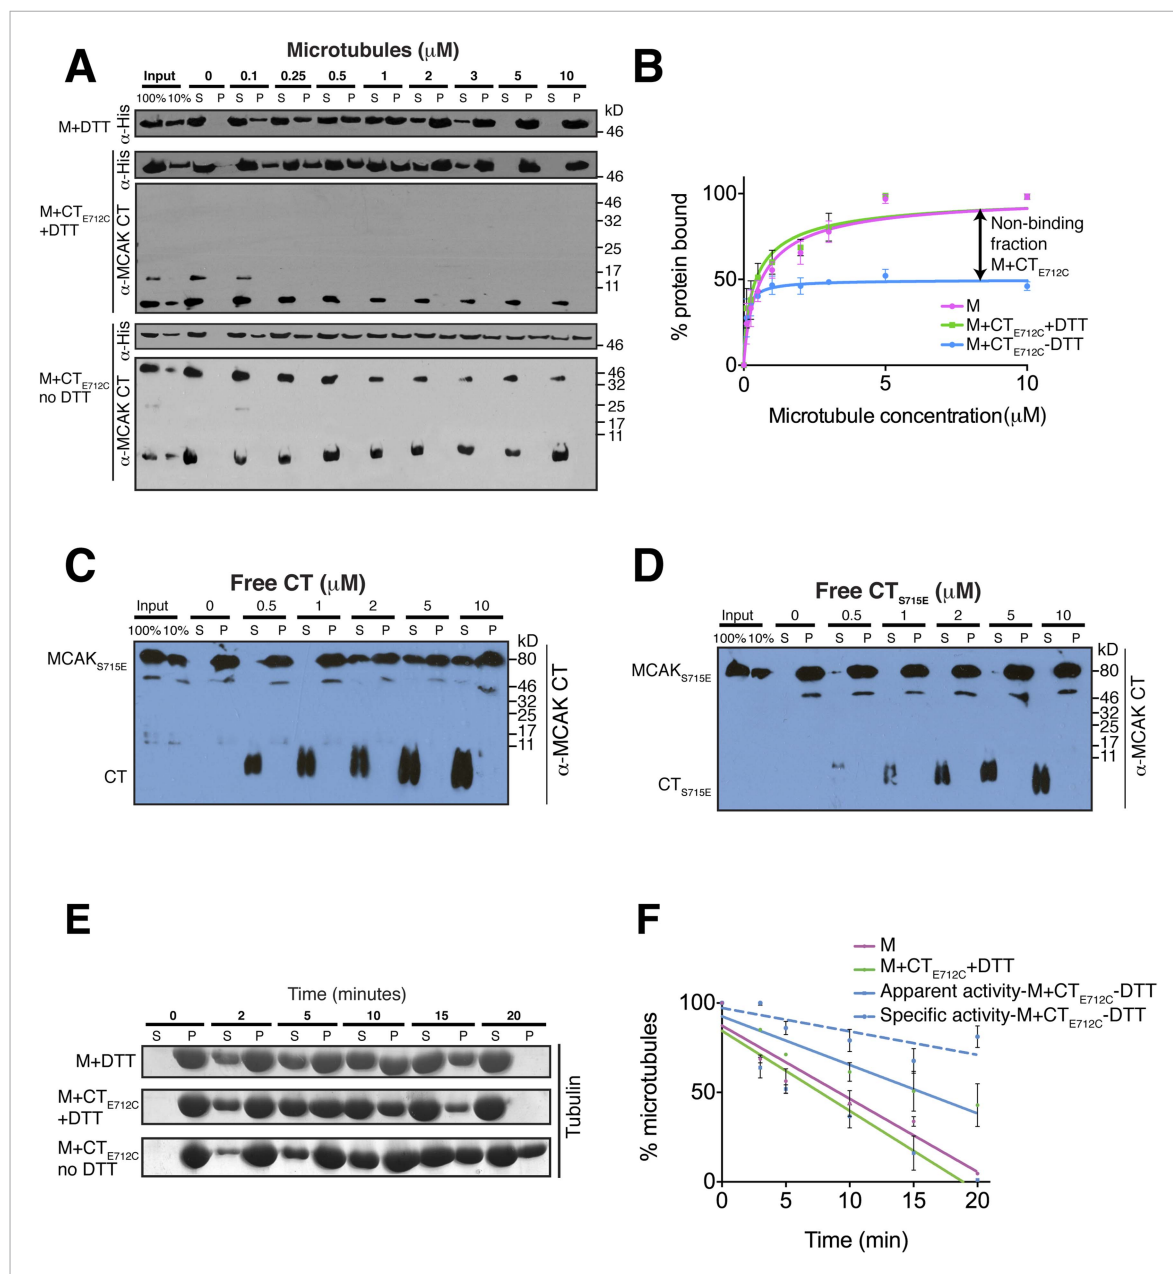 A
Microtubules (μM)
Input 0 0.1 0.25 0.5 1 2 3 5 10
100% 10% S P S P S P S P S P S P S P S P S P
kD
M+DTT
α-His
46
α-His
46
M+CTE712C
+DTT
α-MCAK CT
46
32
25
17
11
α-His
46
M+CTE712C
no DTT
α-MCAK CT
46
32
25
17
11
B
% protein bound
100
50
0
0 5 10
Microtubule concentration(μM)
Non-binding
fraction
M+CTE712C
M
M+CTE712C+DTT
M+CTE712C-DTT
C
Free CT (μM)
Input 0 0.5 1 2 5 10
100% 10% S P S P S P S P S P S P
kD
MCAKS715E
80
46
32
25
17
11
CT
α-MCAK CT
D
Free CTS715E (μM)
Input 0 0.5 1 2 5 10
100% 10% S P S P S P S P S P S P
kD
MCAKS715E
80
46
32
25
17
11
CTS715E
α-MCAK CT
E
Time (minutes)
0 2 5 10 15 20
S P S P S P S P S P S P
M+DTT
M+CTE712C
+DTT
M+CTE712C
no DTT
Tubulin
F
M
M+CTE712C+DTT
Apparent activity-M+CTE712C-DTT
Specific activity-M+CTE712C-DTT
% microtubules
100
50
0
0 5 10 15 20
Time (min)